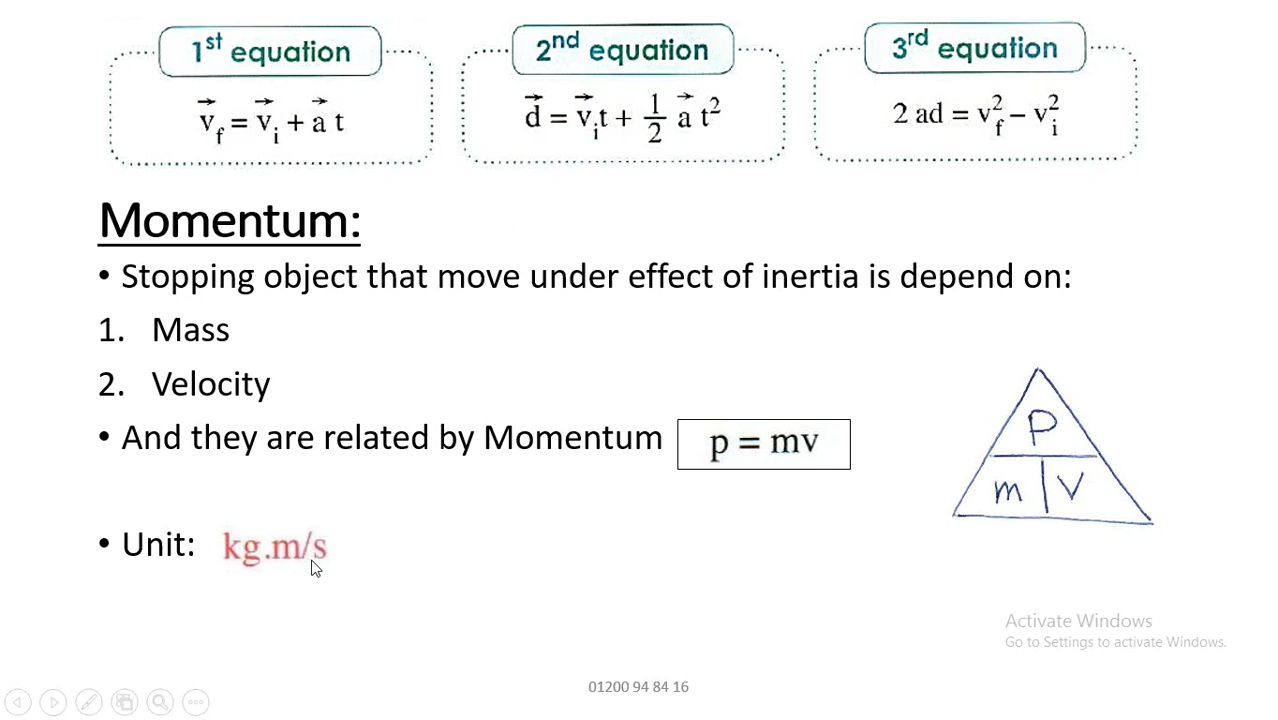 1st equation
v⃗f = v⃗i + a⃗ t
2nd equation
d⃗ = v⃗it + 1/2 a⃗ t²
3rd equation
2 ad = vf² − vi²
Momentum:
• Stopping object that move under effect of inertia is depend on:
1. Mass
2. Velocity
• And they are related by Momentum p = mv
P
m | v
• Unit: kg.m/s
Activate Windows
Go to Settings to activate Windows.
01200 94 84 16